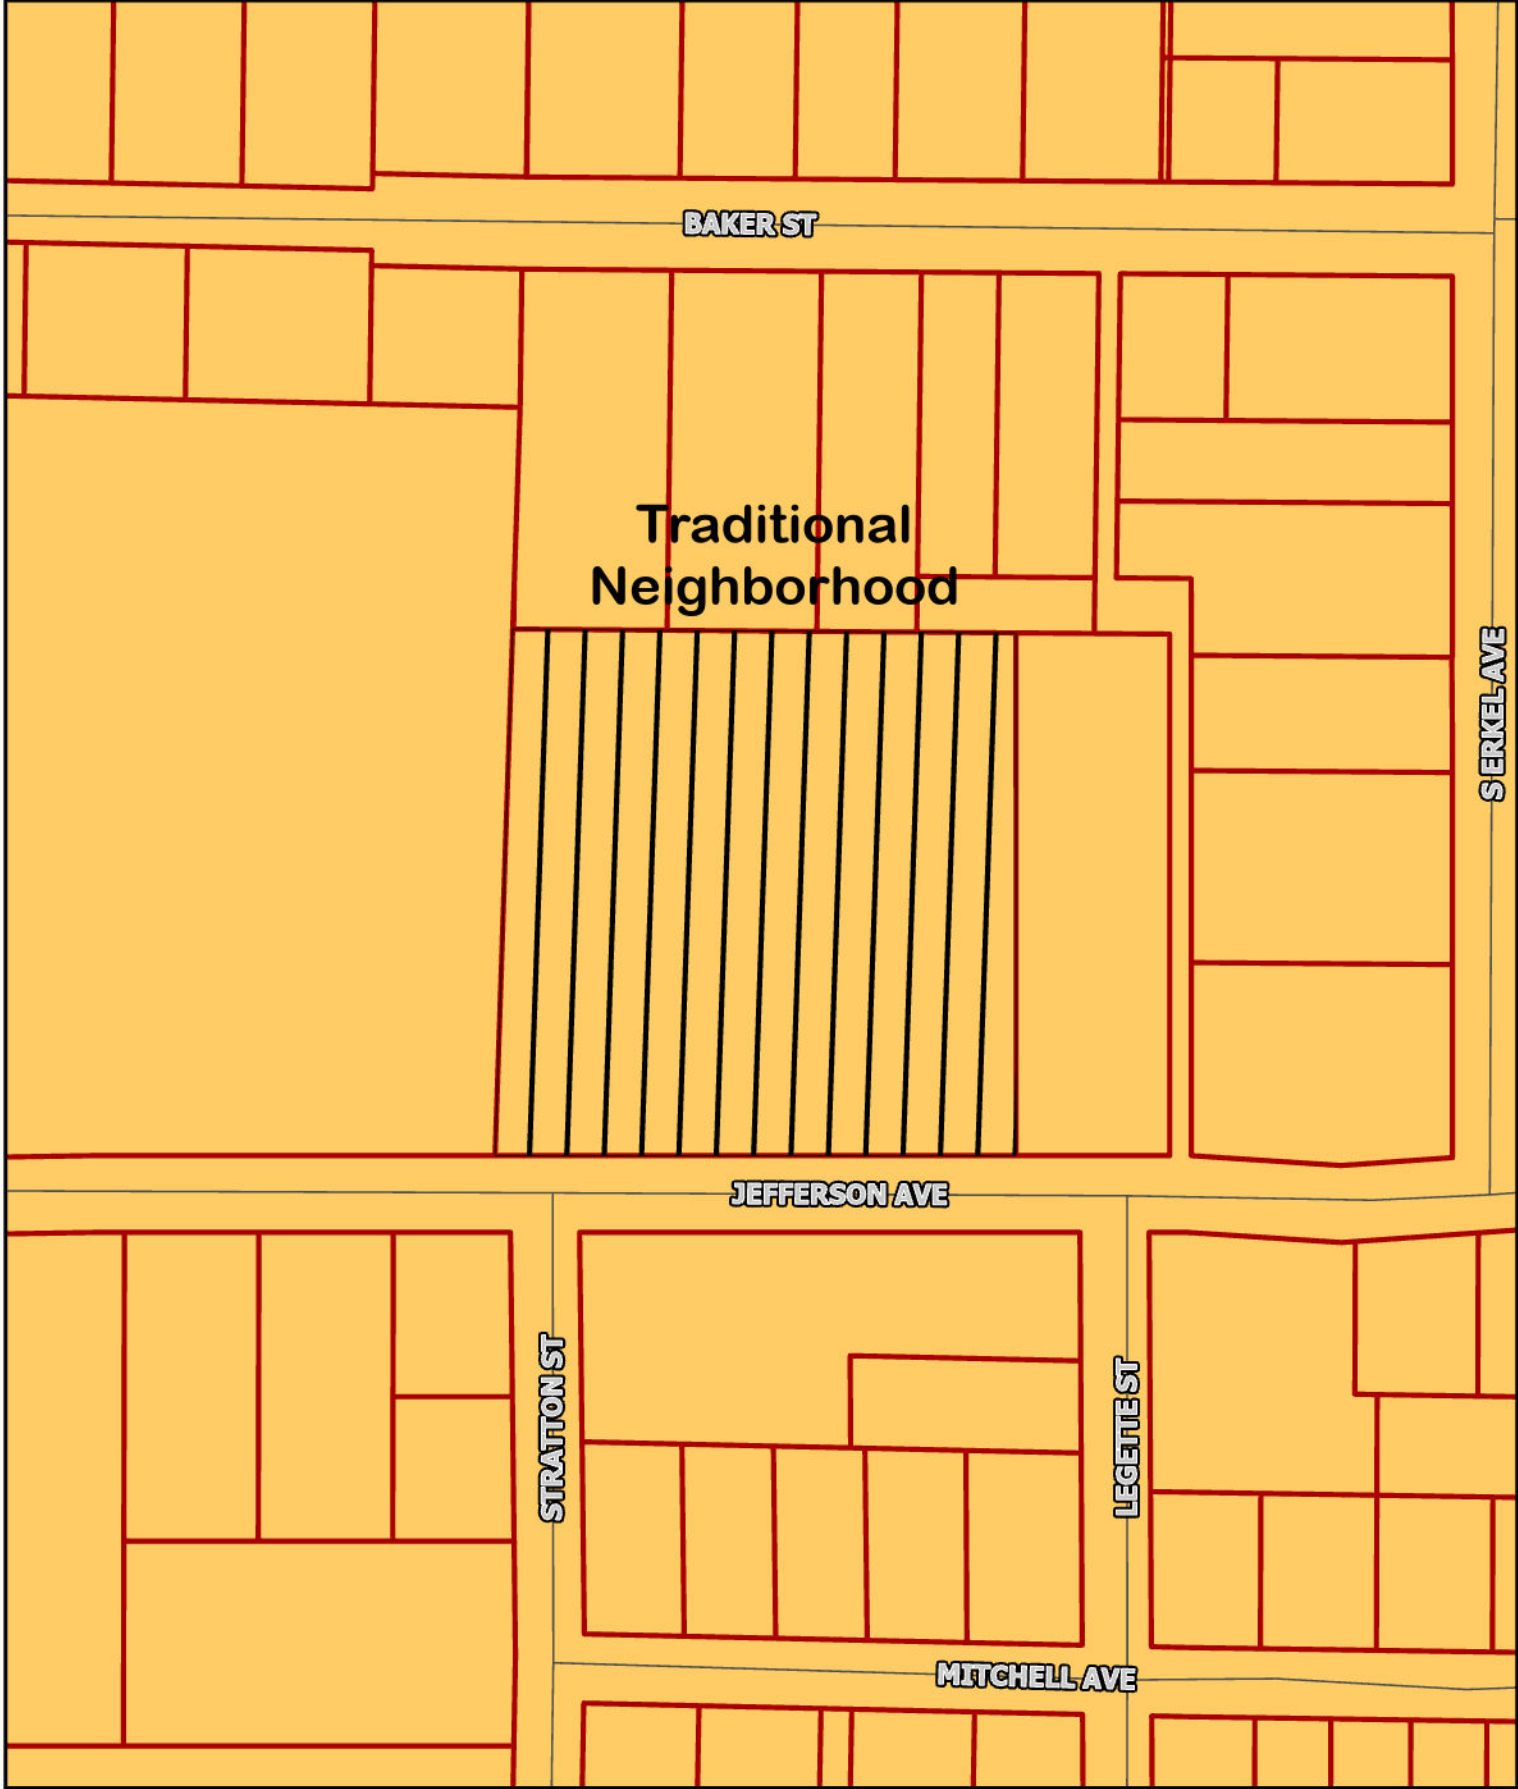 BAKER ST
Traditional
Neighborhood
S ERKEL AVE
JEFFERSON AVE
STRATTON ST
LEGETTE ST
MITCHELL AVE